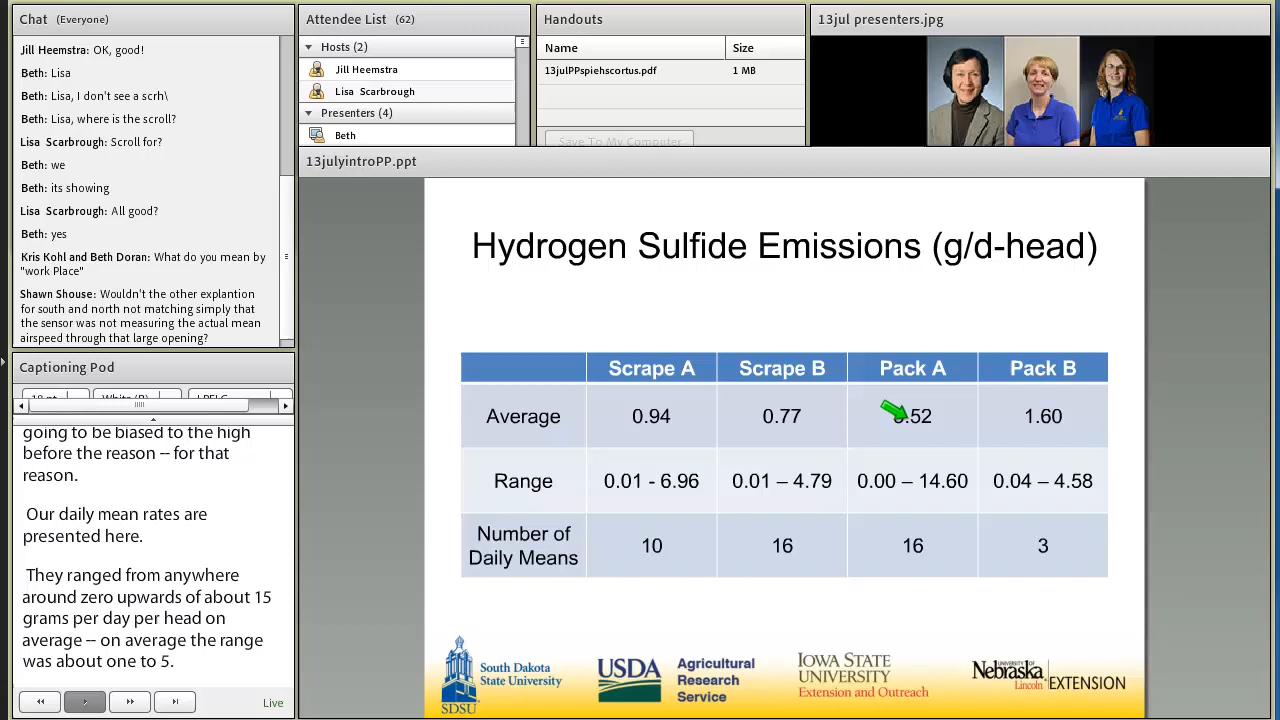 Chat (Everyone)
Jill Heemstra: OK, good!
Beth: Lisa
Beth: Lisa, I don't see a scrh\
Beth: Lisa, where is the scroll?
Lisa Scarbrough: Scroll for?
Beth: we
Beth: its showing
Lisa Scarbrough: All good?
Beth: yes
Kris Kohl and Beth Doran: What do you mean by
"work Place"
Shawn Shouse: Wouldn't the other explantion
for south and north not matching simply that
the sensor was not measuring the actual mean
airspeed through that large opening?
Captioning Pod
going to be biased to the high
before the reason -- for that
reason.
Our daily mean rates are
presented here.
They ranged from anywhere
around zero upwards of about 15
grams per day per head on
average -- on average the range
was about one to 5.
Live
Attendee List (62)
Hosts (2)
Jill Heemstra
Lisa Scarbrough
Presenters (4)
Beth
Handouts
Name Size
13julPPspiehscortus.pdf 1 MB
Save To My Computer
13jul presenters.jpg
13julyintroPP.ppt
Hydrogen Sulfide Emissions (g/d-head)
Scrape A Scrape B Pack A Pack B
Average 0.94 0.77 .52 1.60
Range 0.01 - 6.96 0.01 – 4.79 0.00 – 14.60 0.04 – 4.58
Number of
Daily Means 10 16 16 3
SDSU
South Dakota
State University
USDA
Agricultural
Research
Service
IOWA STATE
UNIVERSITY
Extension and Outreach
UNIVERSITY OF
Nebraska
Lincoln
EXTENSION